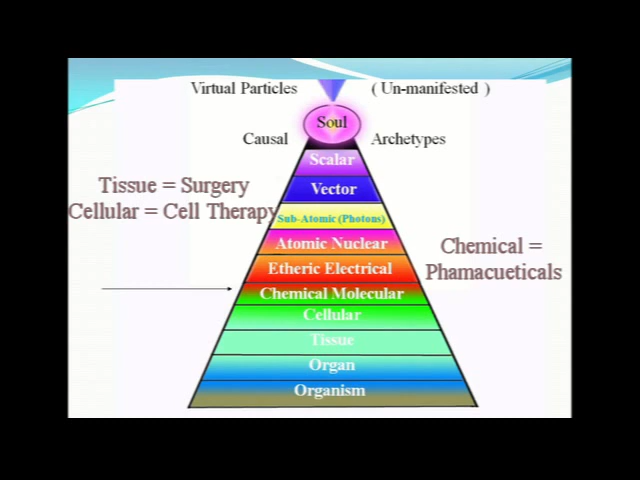 Virtual Particles
( Un-manifested )
Soul
Causal
Archetypes
Scalar
Tissue = Surgery
Cellular = Cell Therapy
Vector
Sub-Atomic (Photons)
Atomic Nuclear
Chemical =
Phamacueticals
Etheric Electrical
Chemical Molecular
Cellular
Tissue
Organ
Organism